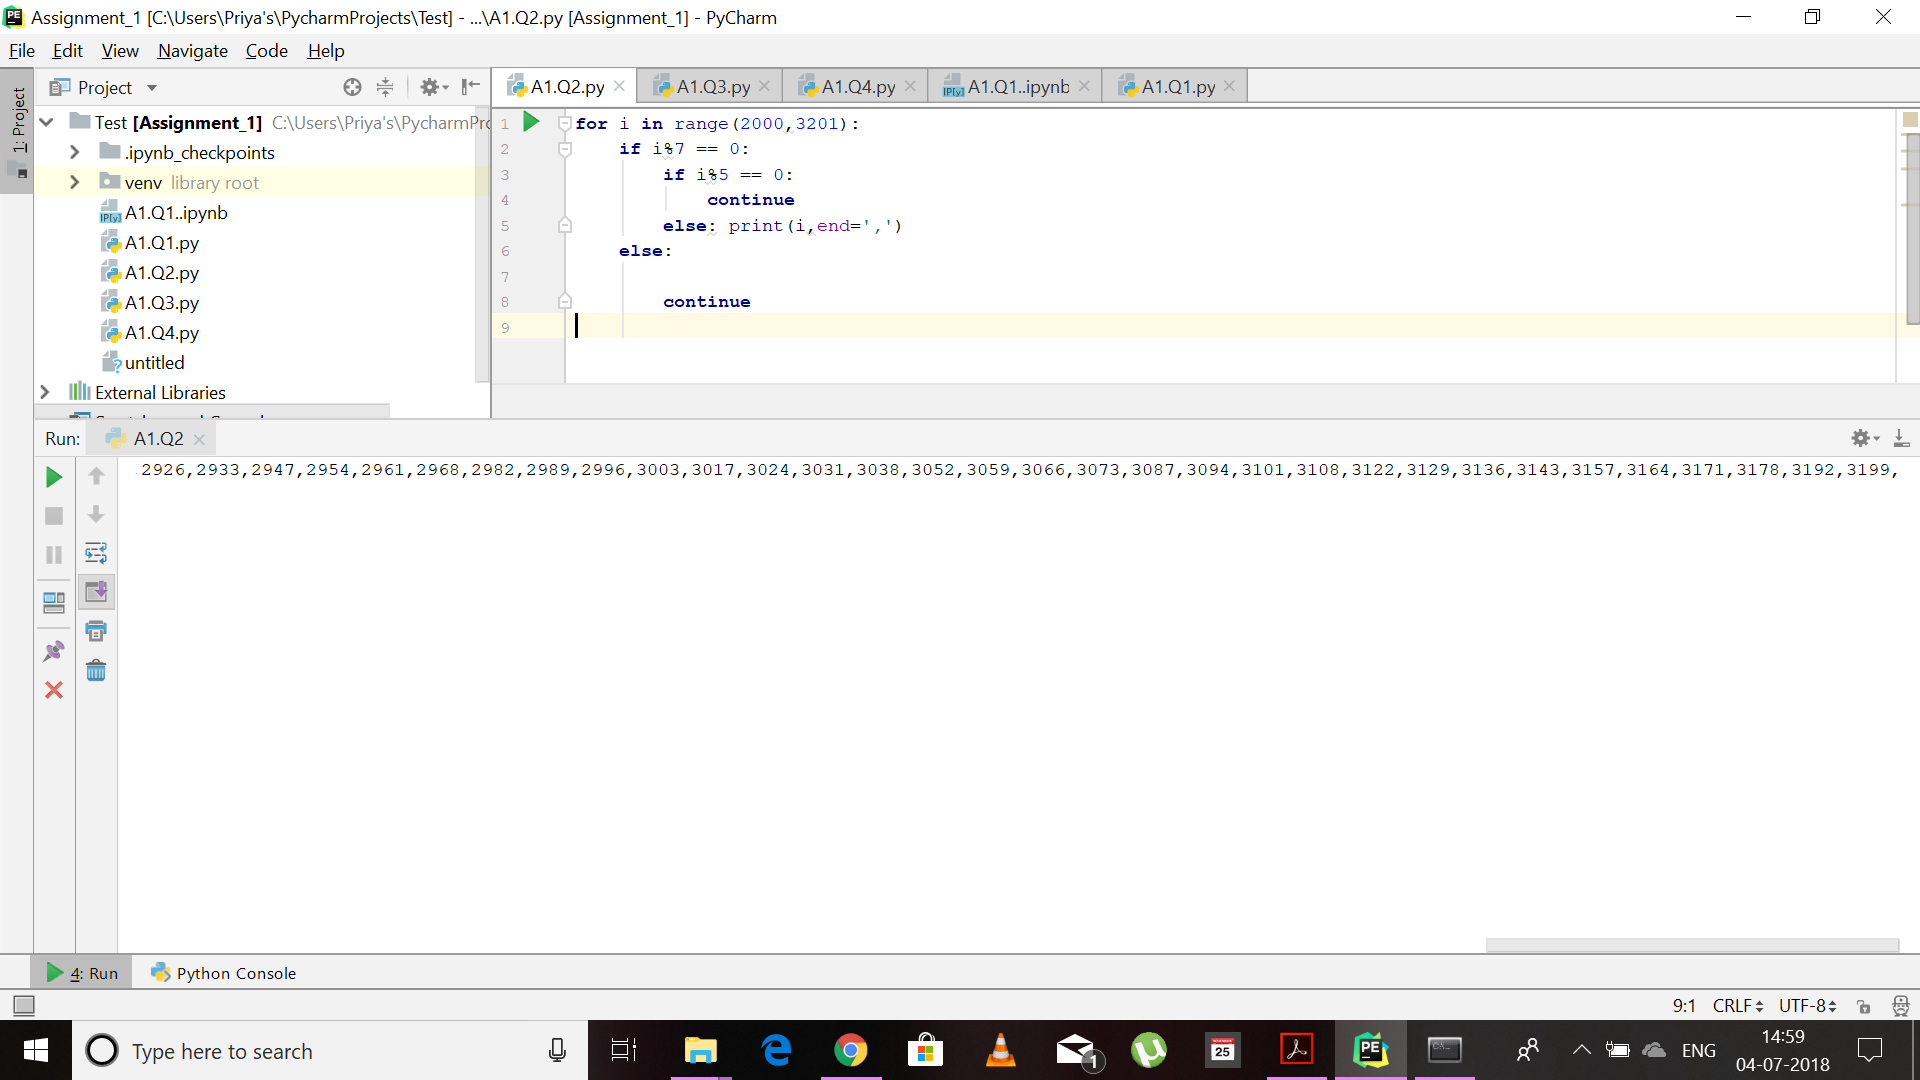 PE Assignment_1 [C:\Users\Priya's\PycharmProjects\Test] - ...\A1.Q2.py [Assignment_1] - PyCharm
File Edit View Navigate Code Help
1: Project
Project
A1.Q2.py A1.Q3.py A1.Q4.py IP[y] A1.Q1..ipynb A1.Q1.py
Test [Assignment_1] C:\Users\Priya's\PycharmPro
.ipynb_checkpoints
venv library root
IP[y] A1.Q1..ipynb
A1.Q1.py
A1.Q2.py
A1.Q3.py
A1.Q4.py
untitled
External Libraries
1 for i in range(2000,3201):
2 if i%7 == 0:
3 if i%5 == 0:
4 continue
5 else: print(i,end=',')
6 else:
7
8 continue
9
Run: A1.Q2
2926,2933,2947,2954,2961,2968,2982,2989,2996,3003,3017,3024,3031,3038,3052,3059,3066,3073,3087,3094,3101,3108,3122,3129,3136,3143,3157,3164,3171,3178,3192,3199,
4: Run Python Console
9:1 CRLF UTF-8
Type here to search
25
PE
C:\.
1
ENG
14:59
04-07-2018